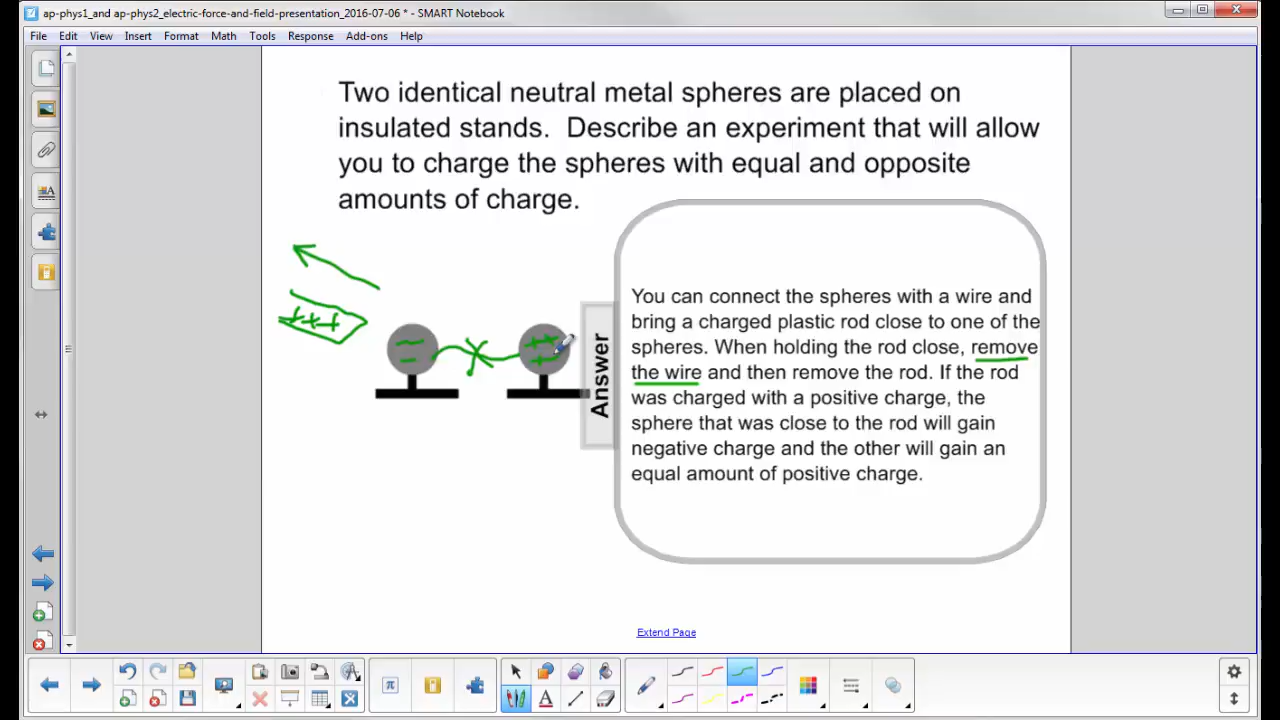 ap-phys1_and ap-phys2_electric-force-and-field-presentation_2016-07-06 * - SMART Notebook
File Edit View Insert Format Math Tools Response Add-ons Help
Two identical neutral metal spheres are placed on
insulated stands.  Describe an experiment that will allow
you to charge the spheres with equal and opposite
amounts of charge.
+++
Answer
You can connect the spheres with a wire and
bring a charged plastic rod close to one of the
spheres. When holding the rod close, remove
the wire and then remove the rod. If the rod
was charged with a positive charge, the
sphere that was close to the rod will gain
negative charge and the other will gain an
equal amount of positive charge.
Extend Page